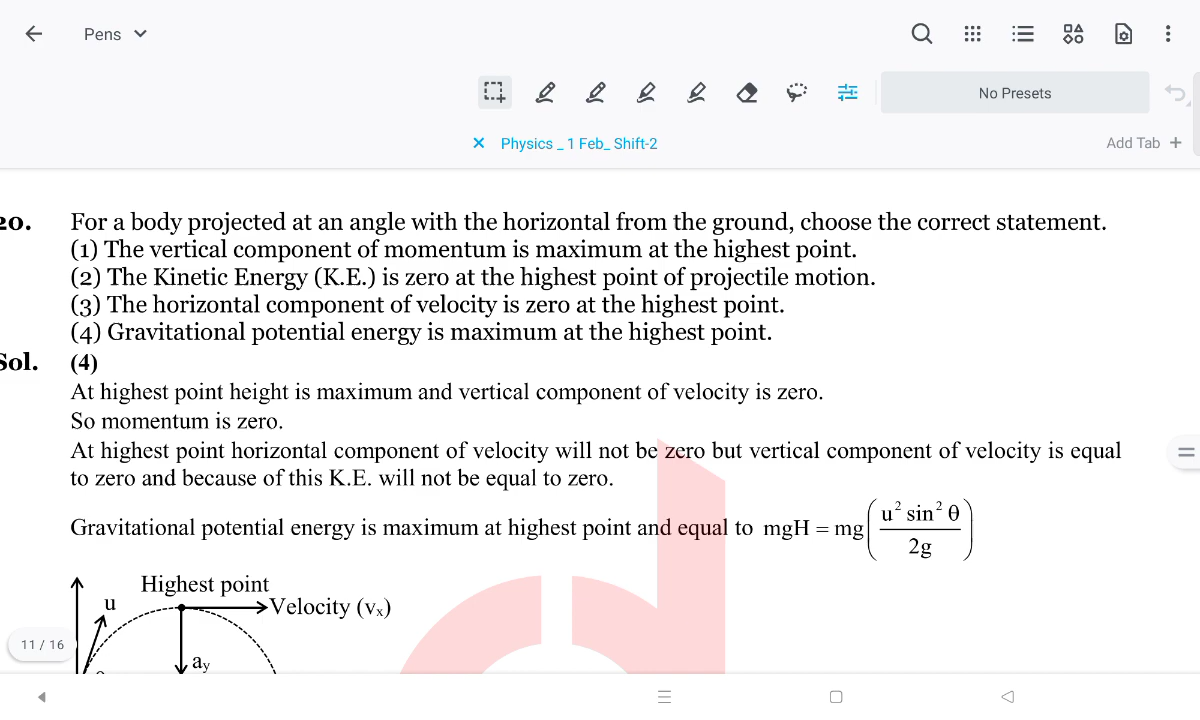 Pens
No Presets
× Physics _ 1 Feb_ Shift-2
Add Tab +
20. For a body projected at an angle with the horizontal from the ground, choose the correct statement.
(1) The vertical component of momentum is maximum at the highest point.
(2) The Kinetic Energy (K.E.) is zero at the highest point of projectile motion.
(3) The horizontal component of velocity is zero at the highest point.
(4) Gravitational potential energy is maximum at the highest point.
Sol. (4)
At highest point height is maximum and vertical component of velocity is zero.
So momentum is zero.
At highest point horizontal component of velocity will not be zero but vertical component of velocity is equal
to zero and because of this K.E. will not be equal to zero.
Gravitational potential energy is maximum at highest point and equal to mgH = mg(u² sin² θ / 2g)
Highest point
u
Velocity (vₓ)
11 / 16
a_y